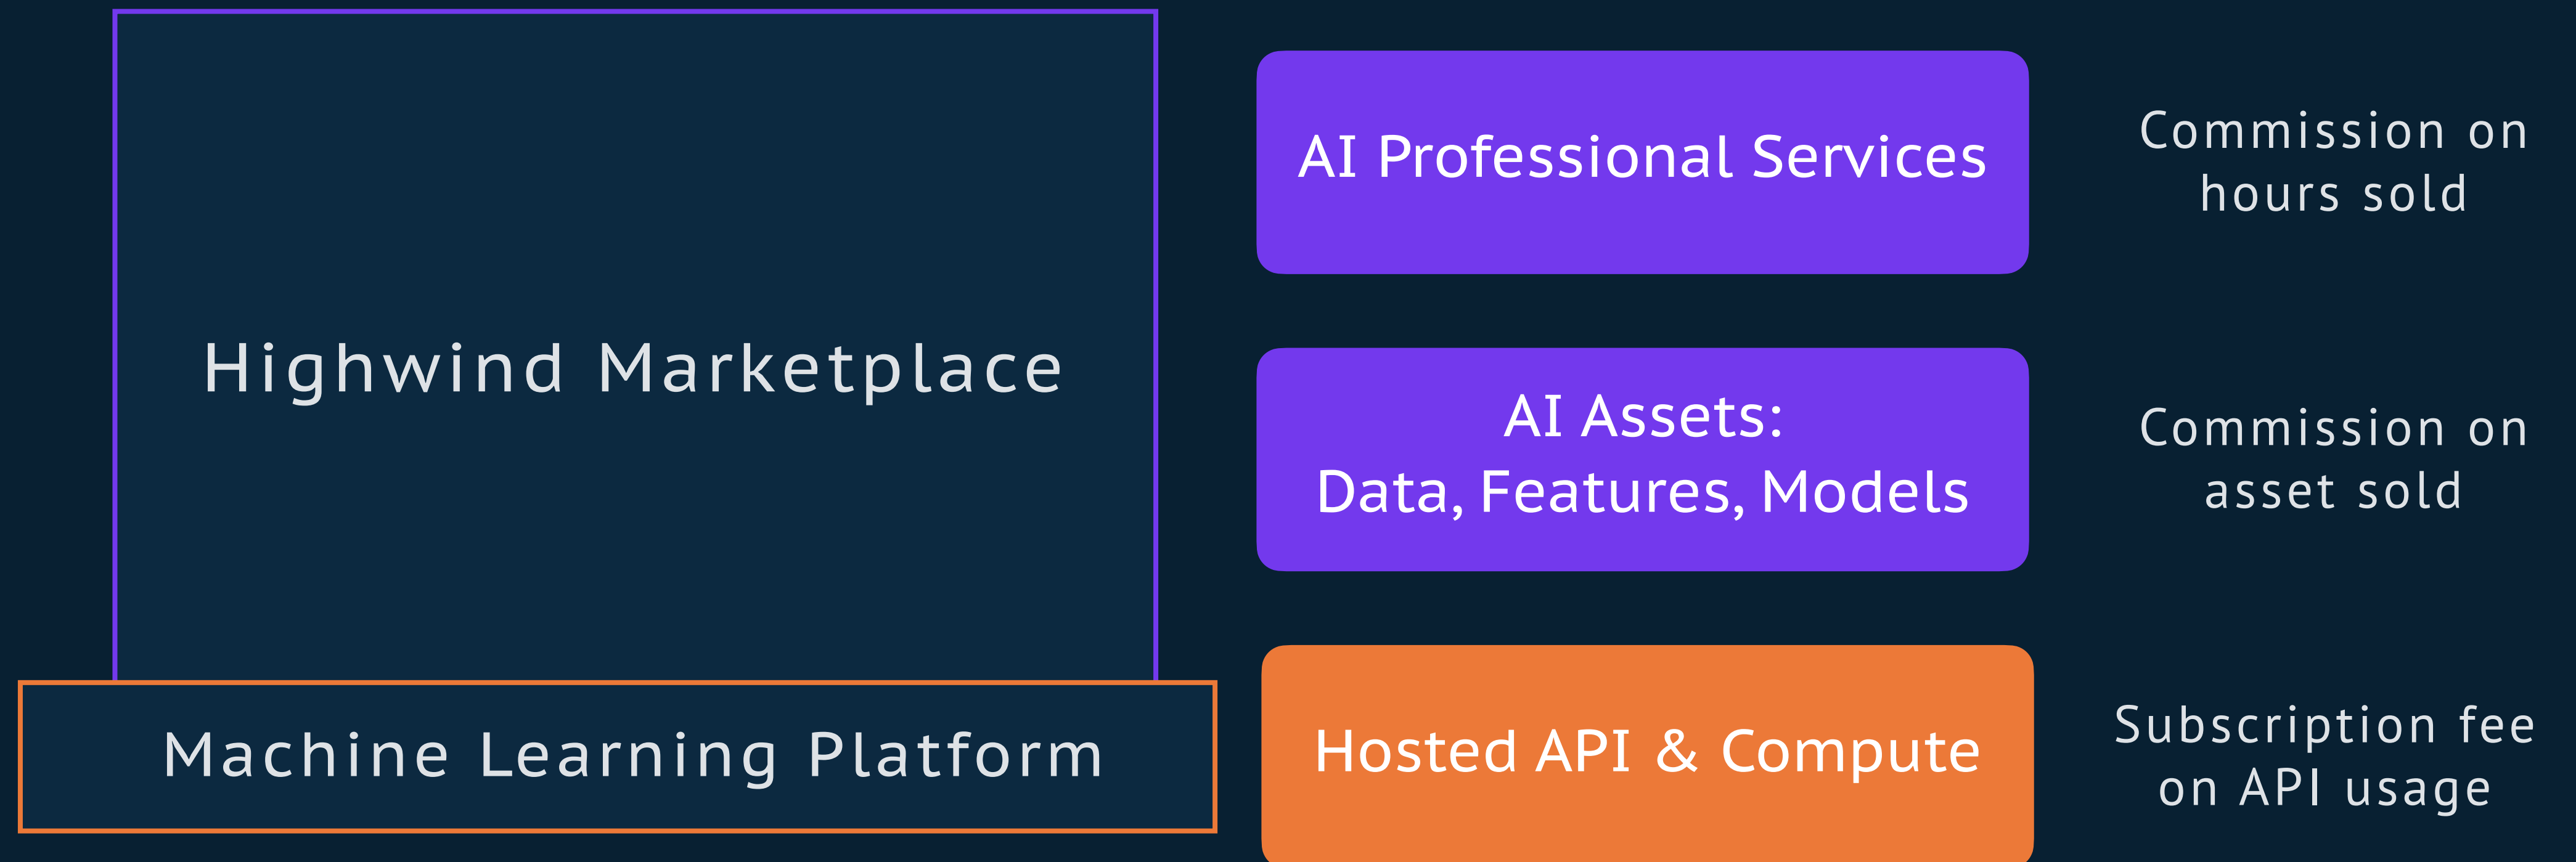 Highwind Marketplace
Machine Learning Platform
AI Professional Services
Commission on
hours sold
AI Assets:
Data, Features, Models
Commission on
asset sold
Hosted API & Compute
Subscription fee
on API usage